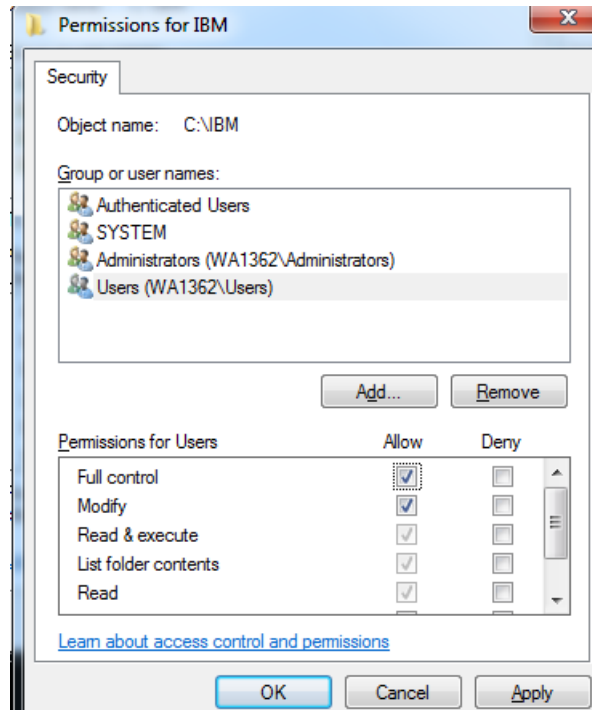 Permissions for IBM
Security
Object name: C:\IBM
Group or user names:
Authenticated Users
SYSTEM
Administrators (WA1362\Administrators)
Users (WA1362\Users)
Add... Remove
Permissions for Users Allow Deny
Full control
Modify
Read & execute
List folder contents
Read
Learn about access control and permissions
OK Cancel Apply